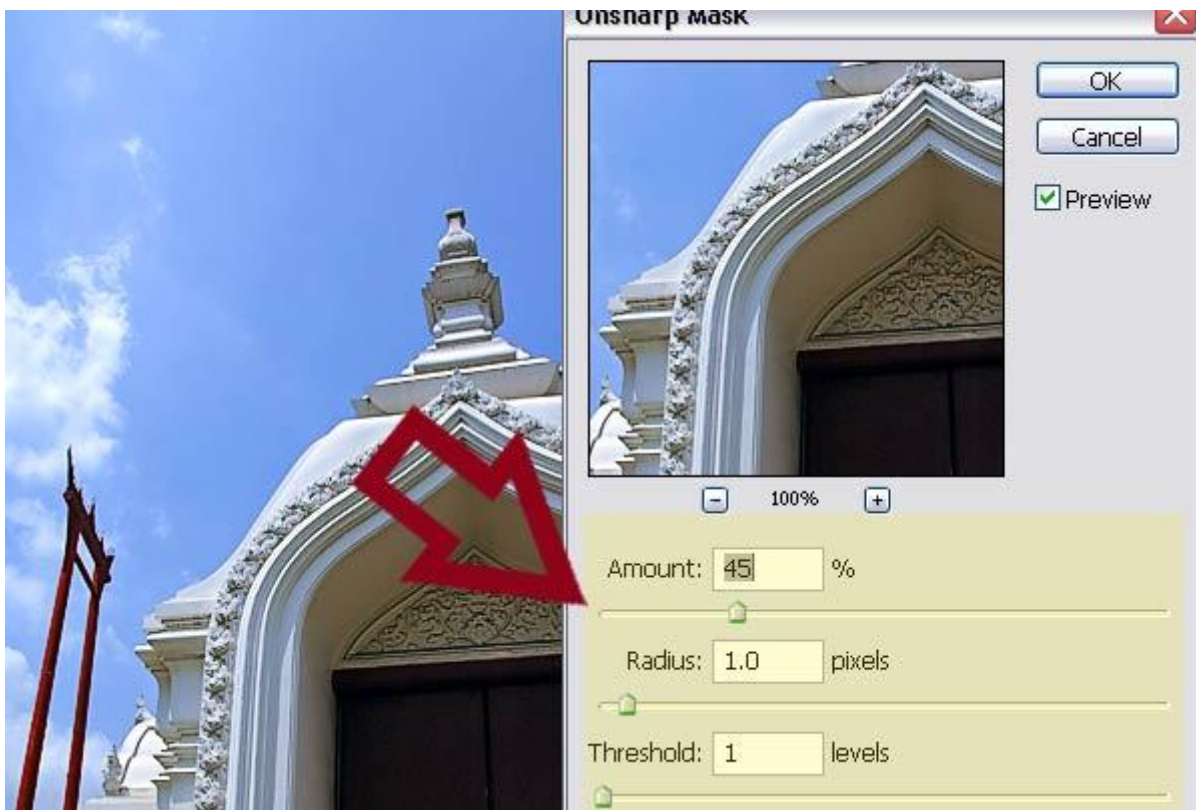 Unsharp Mask
OK
Cancel
Preview
- 100% +
Amount: 45 %
Radius: 1.0 pixels
Threshold: 1 levels